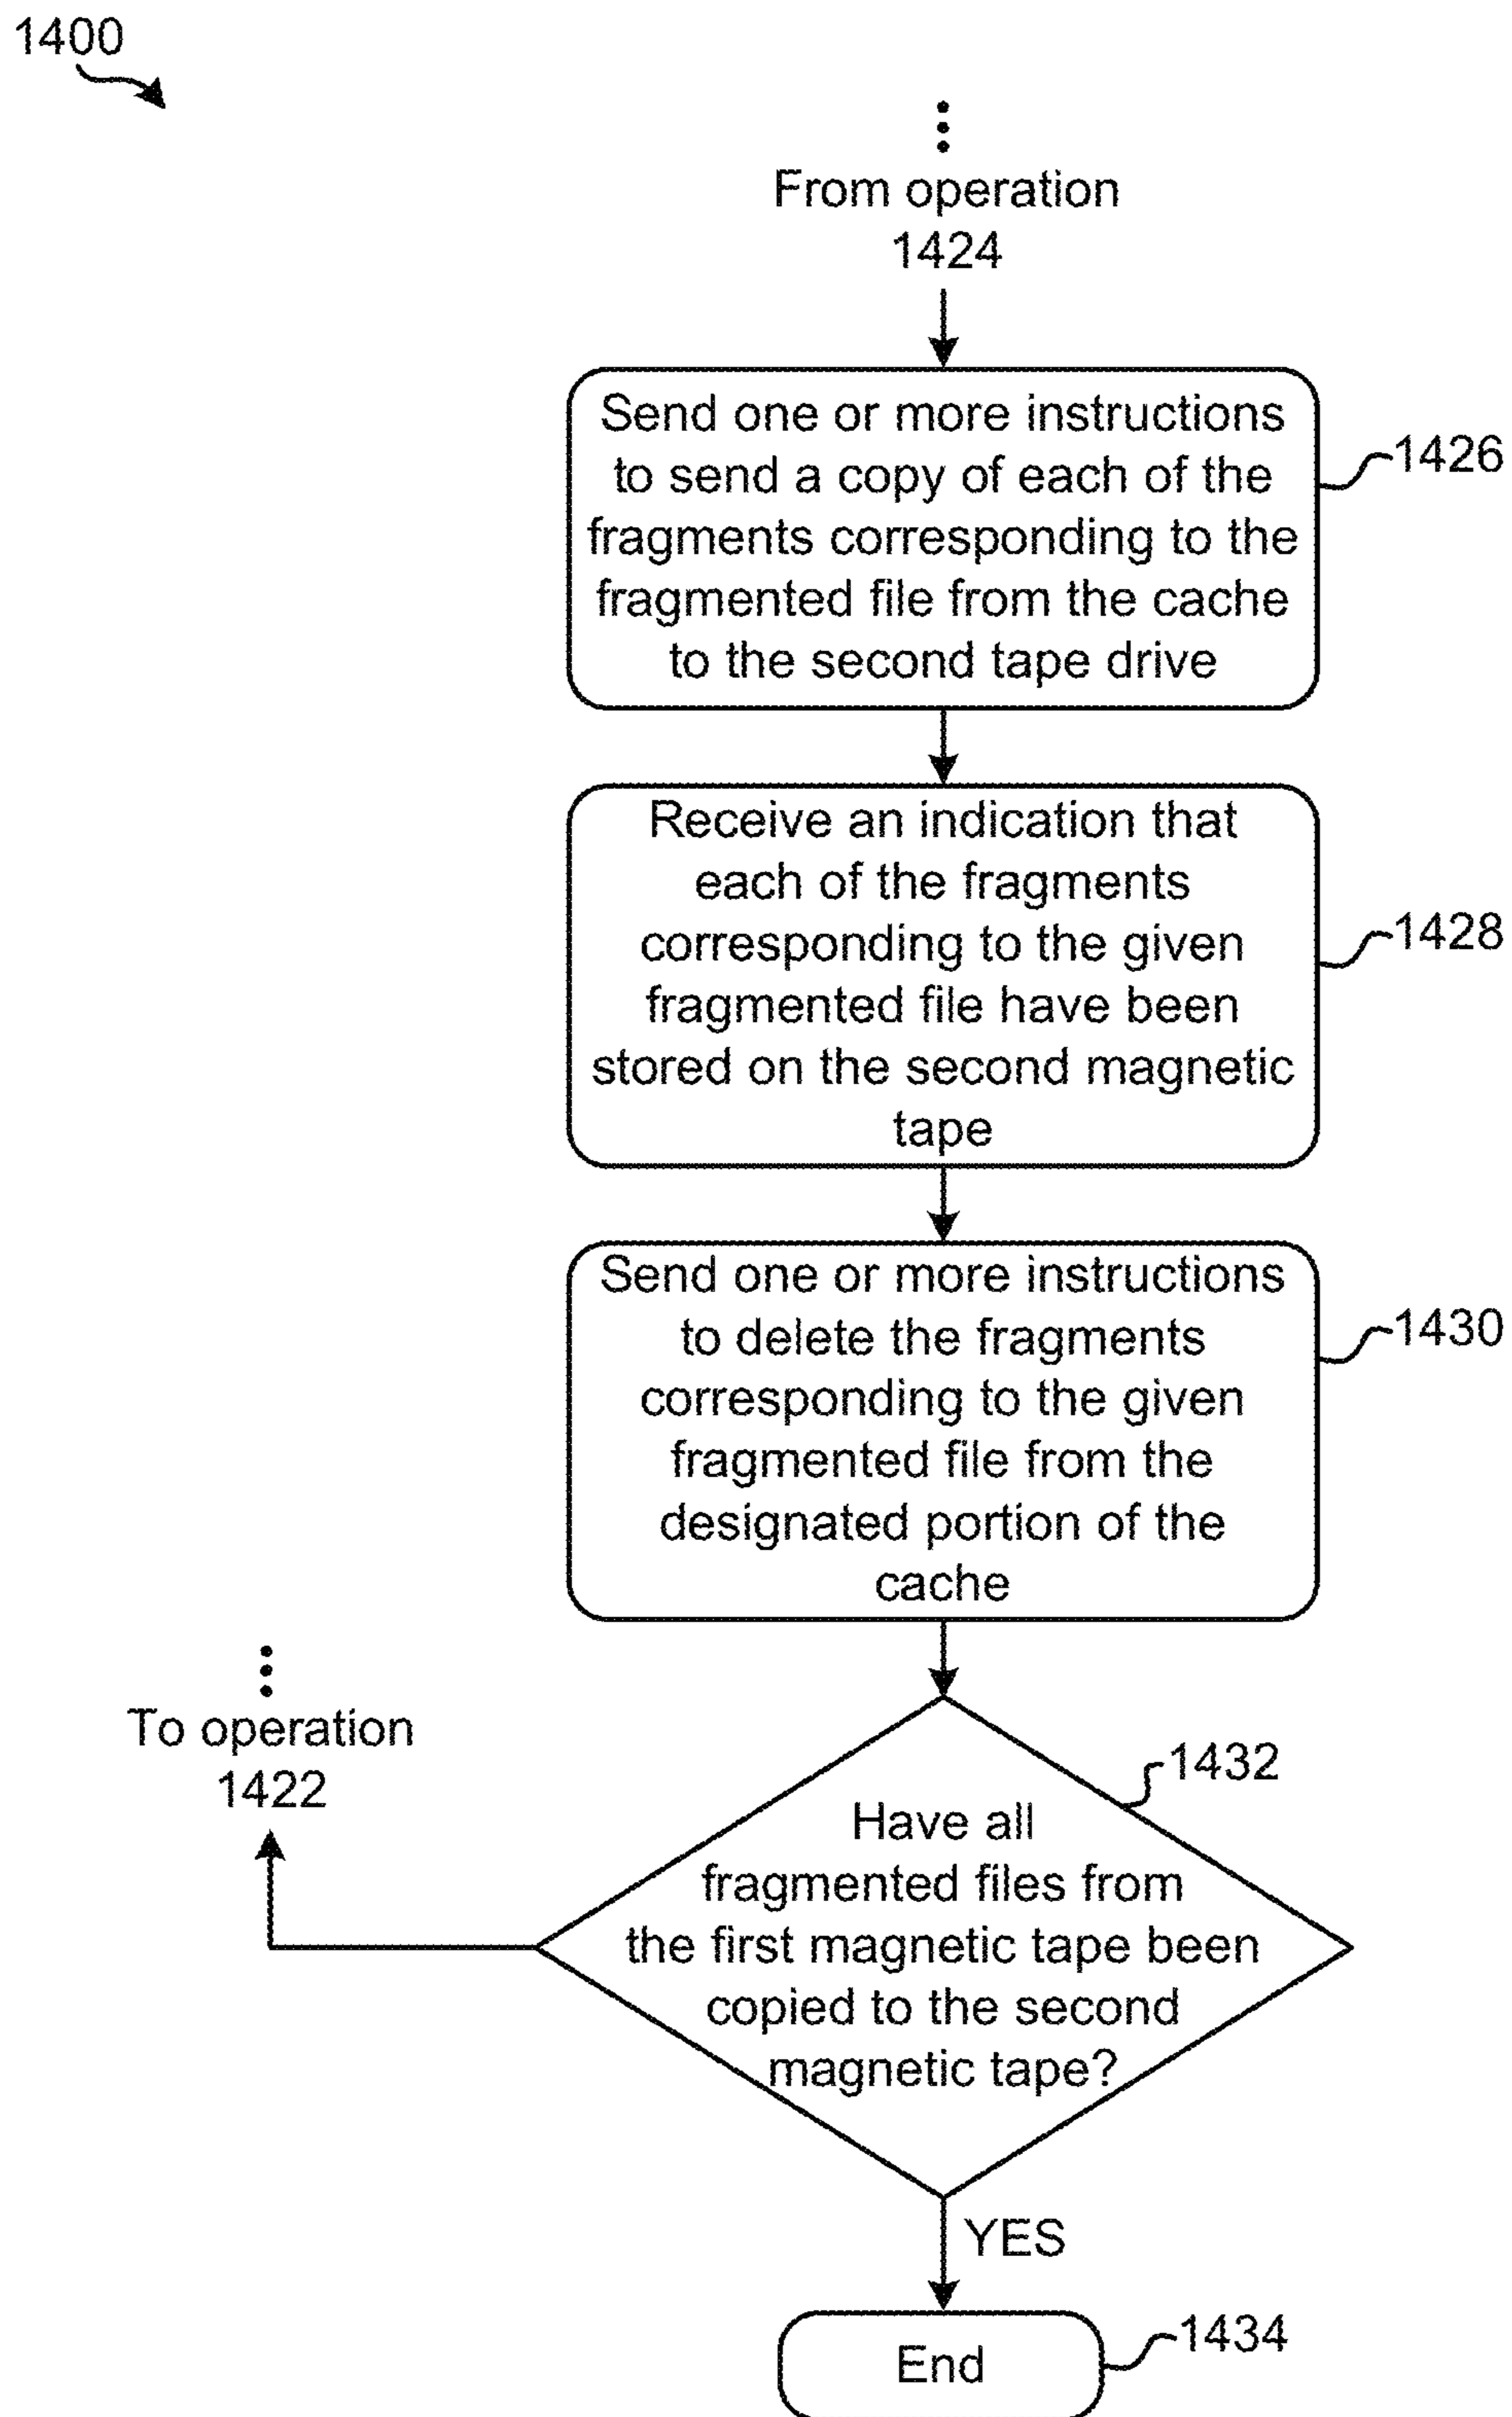 1400
From operation
1424
Send one or more instructions
to send a copy of each of the
fragments corresponding to the
fragmented file from the cache
to the second tape drive
1426
Receive an indication that
each of the fragments
corresponding to the given
fragmented file have been
stored on the second magnetic
tape
1428
Send one or more instructions
to delete the fragments
corresponding to the given
fragmented file from the
designated portion of the
cache
1430
To operation
1422
1432
Have all
fragmented files from
the first magnetic tape been
copied to the second
magnetic tape?
YES
End
1434